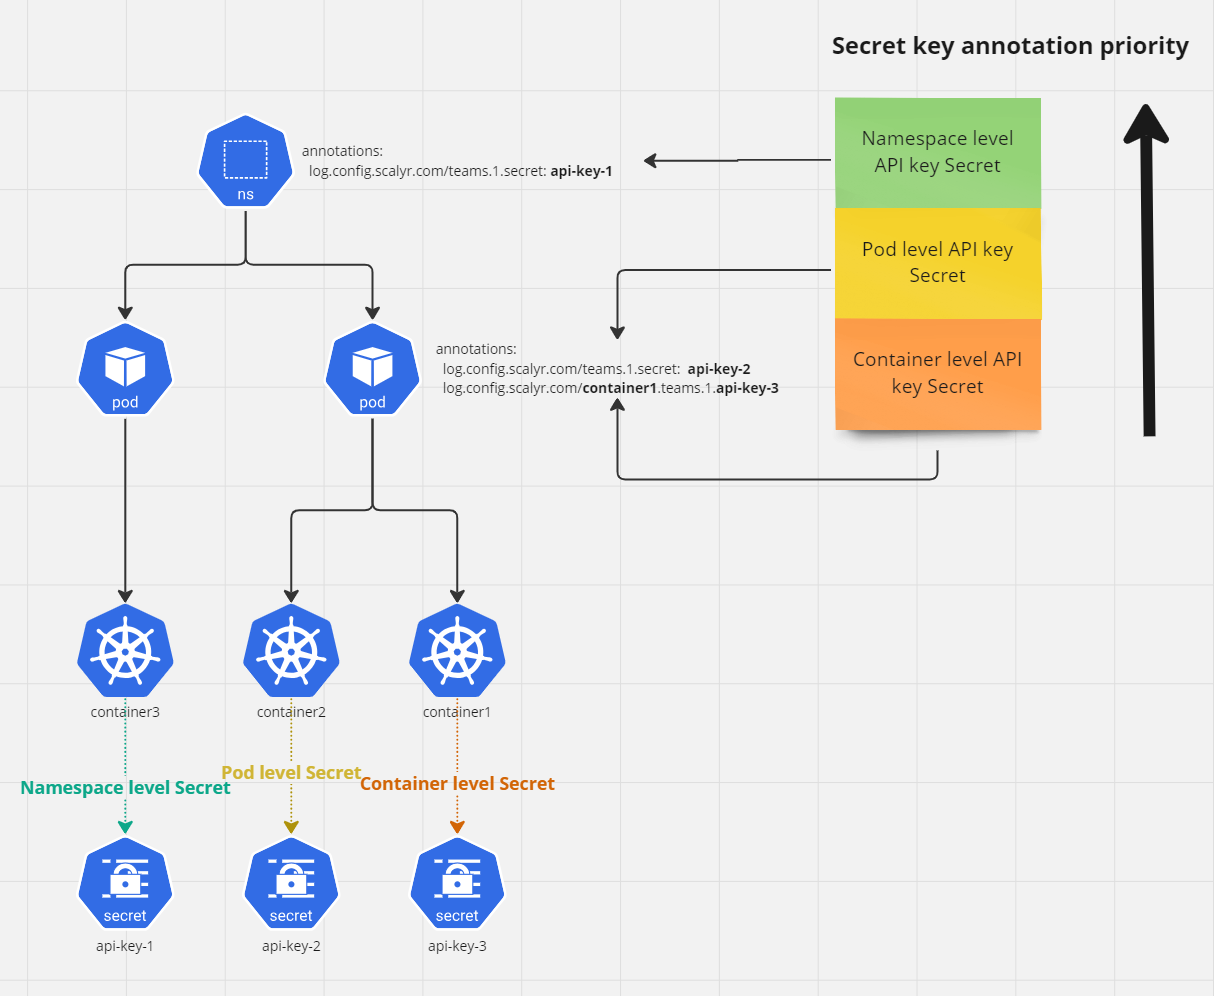 Secret key annotation priority
Namespace level
API key Secret
annotations:
log.config.scalyr.com/teams.1.secret: api-key-1
ns
Pod level API key
Secret
annotations:
log.config.scalyr.com/teams.1.secret:  api-key-2
log.config.scalyr.com/container1.teams.1.api-key-3
Container level API
key Secret
pod
pod
container3
container2
container1
Pod level Secret
Namespace level Secret
Container level Secret
secret
secret
secret
api-key-1
api-key-2
api-key-3